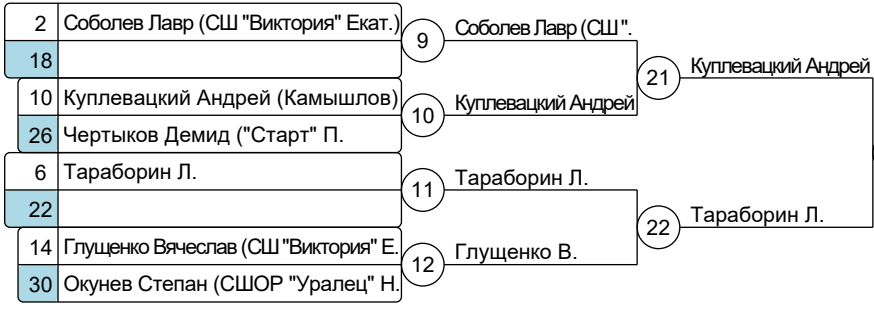 2 Соболев Лавр (СШ "Виктория" Екат.)
18
9 Соболев Лавр (СШ ".
10 Куплевацкий Андрей (Камышлов)
26 Чертыков Демид ("Старт" П.
10 Куплевацкий Андрей
21 Куплевацкий Андрей
6 Тараборин Л.
22
11 Тараборин Л.
14 Глущенко Вячеслав (СШ "Виктория" Е.
30 Окунев Степан (СШОР "Уралец" Н.
12 Глущенко В.
22 Тараборин Л.